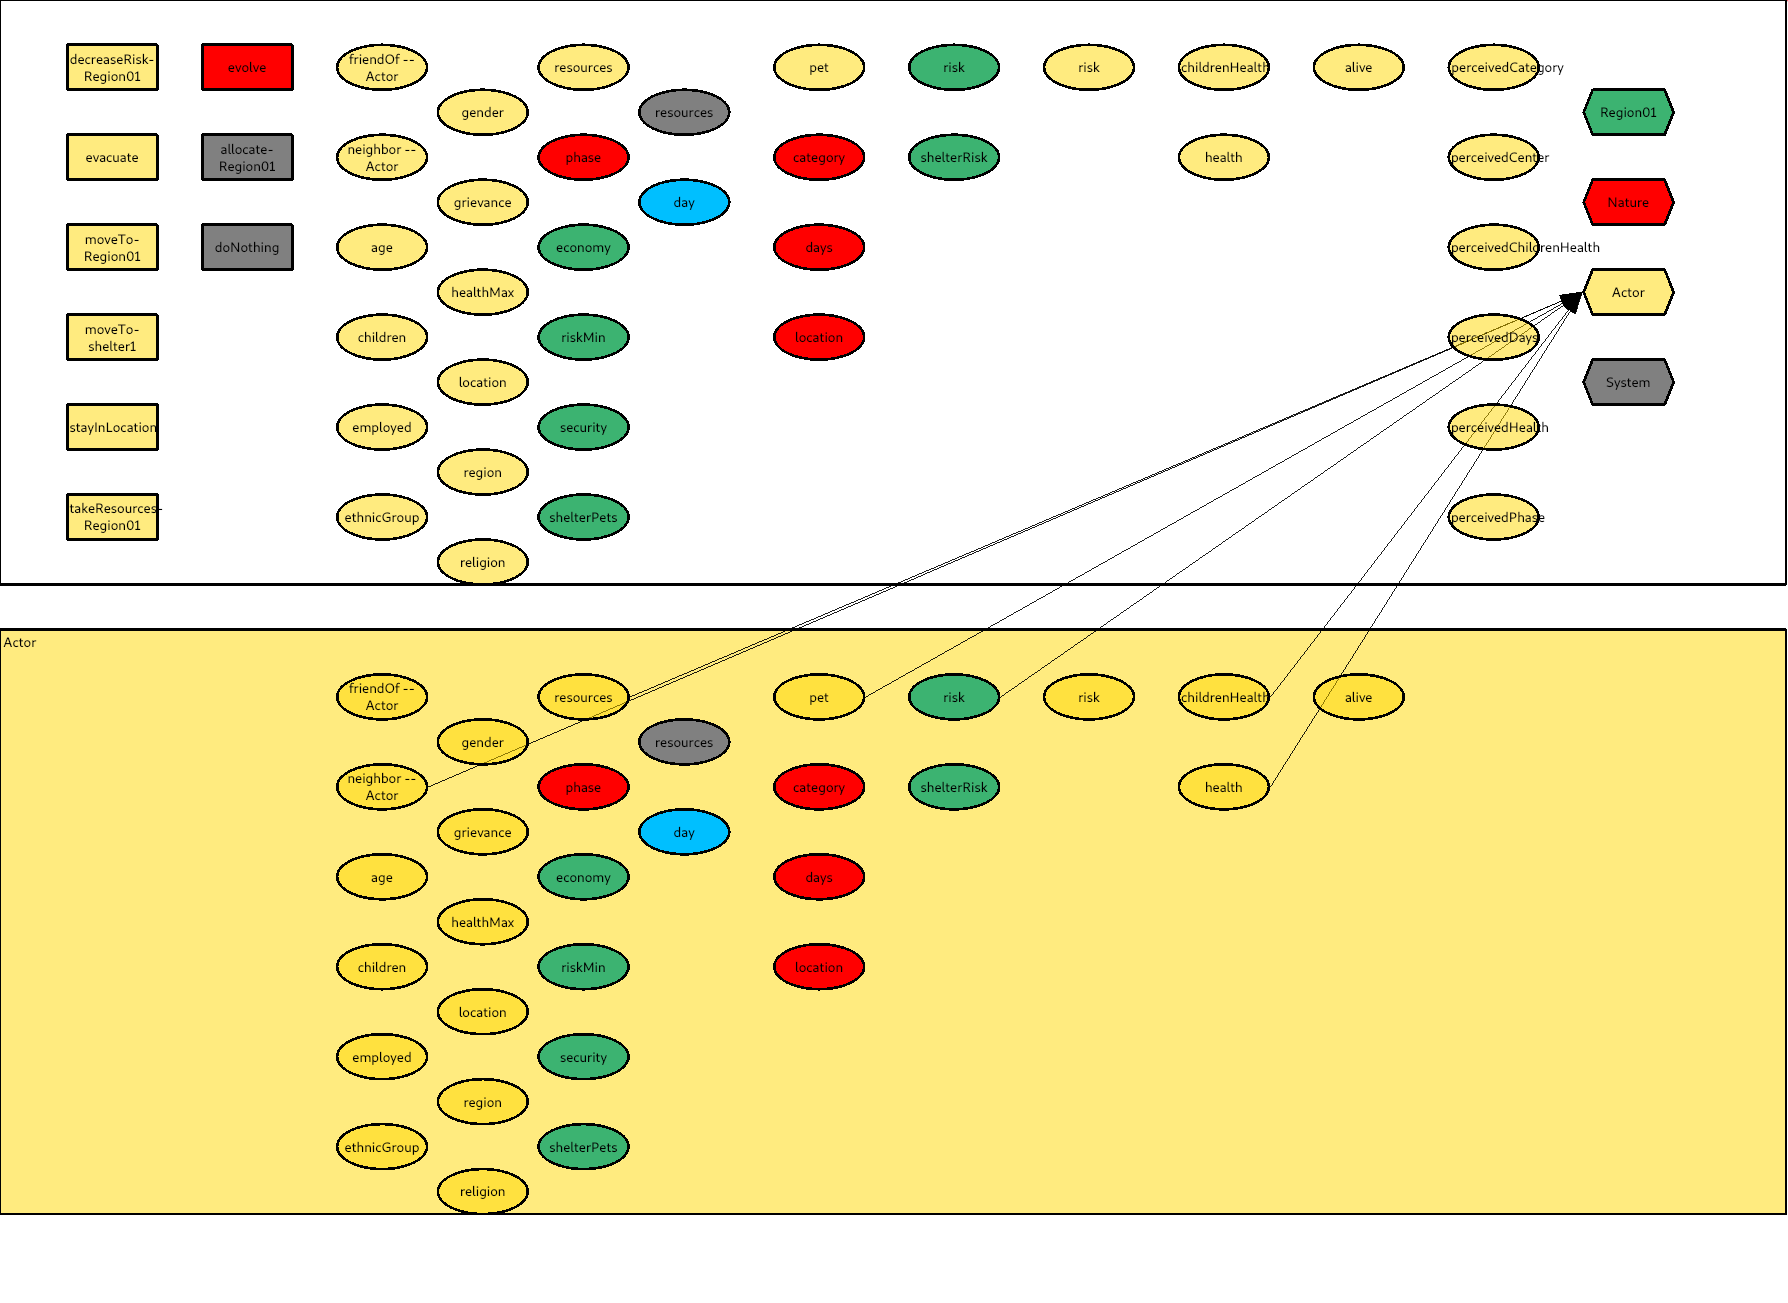 decreaseRisk-
Region01
evolve
friendOf --
Actor
resources
pet
risk
risk
childrenHealth
alive
perceivedCategory
gender
resources
Region01
evacuate
allocate-
Region01
neighbor --
Actor
phase
category
shelterRisk
health
perceivedCenter
grievance
day
Nature
moveTo-
Region01
doNothing
age
economy
days
perceivedChildrenHealth
healthMax
Actor
moveTo-
shelter1
children
riskMin
location
perceivedDays
location
System
stayInLocation
employed
security
perceivedHealth
region
takeResources-
Region01
ethnicGroup
shelterPets
perceivedPhase
religion
Actor
friendOf --
Actor
resources
pet
risk
risk
childrenHealth
alive
gender
resources
neighbor --
Actor
phase
category
shelterRisk
health
grievance
day
age
economy
days
healthMax
children
riskMin
location
location
employed
security
region
ethnicGroup
shelterPets
religion